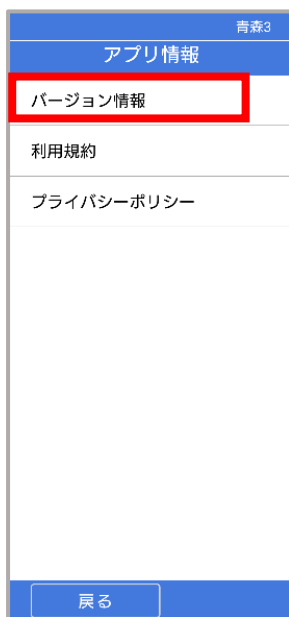 青森3
アプリ情報
バージョン情報
利用規約
プライバシーポリシー
戻る